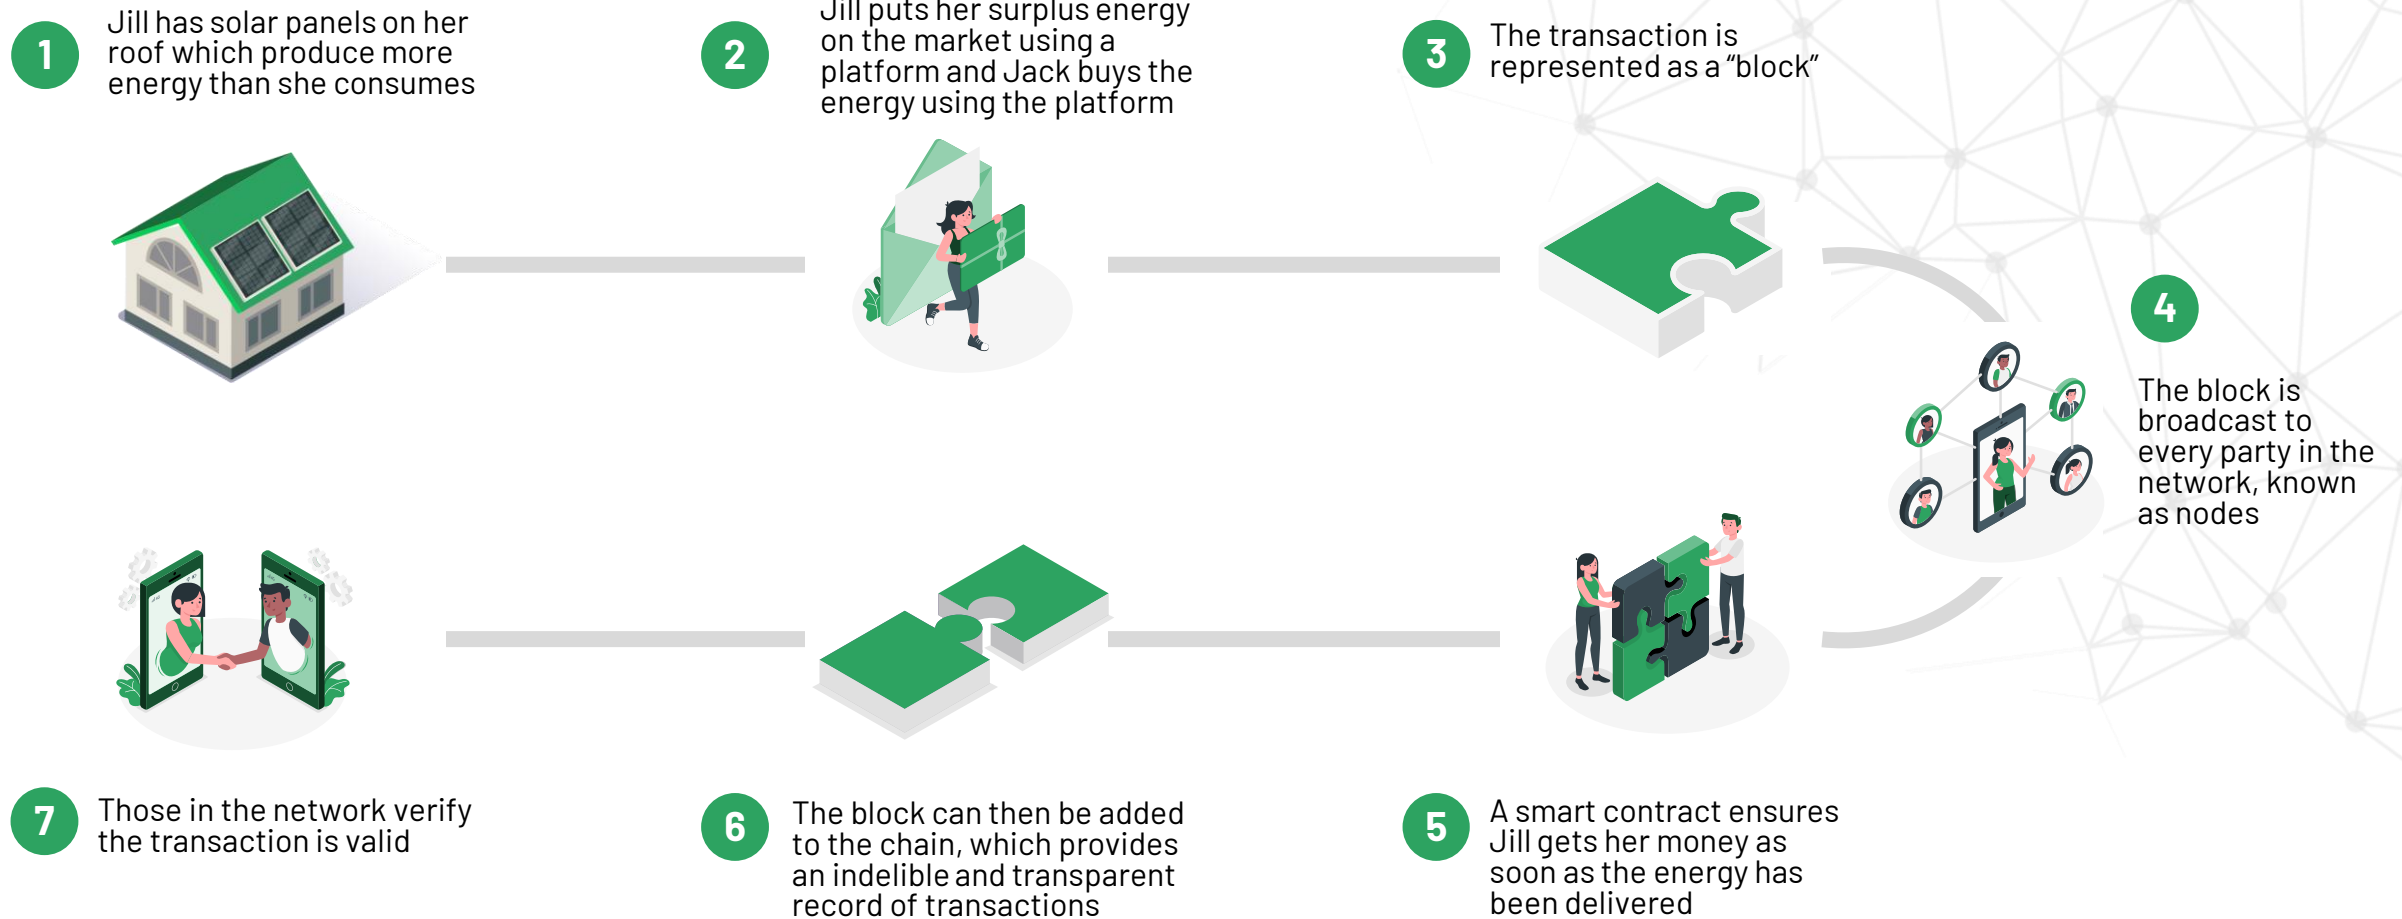 1
Jill has solar panels on her
roof which produce more
energy than she consumes
2
Jill puts her surplus energy
on the market using a
platform and Jack buys the
energy using the platform
3
The transaction is
represented as a “block”
4
The block is
broadcast to
every party in the
network, known
as nodes
5
A smart contract ensures
Jill gets her money as
soon as the energy has
been delivered
6
The block can then be added
to the chain, which provides
an indelible and transparent
record of transactions
7
Those in the network verify
the transaction is valid